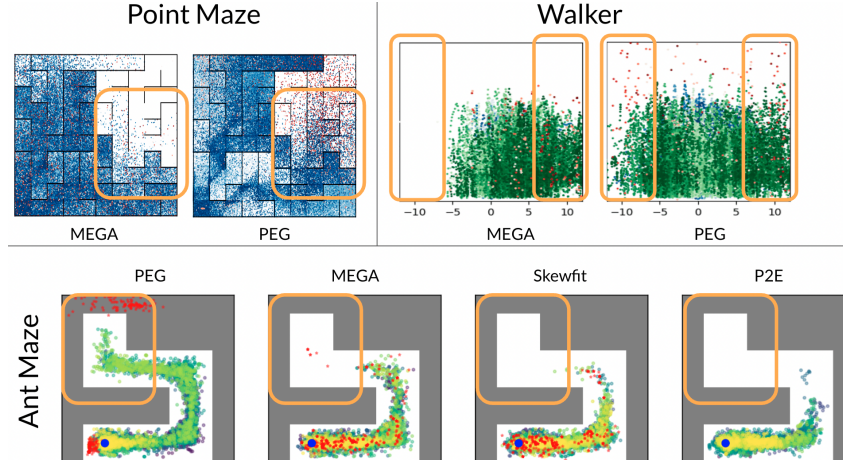 Point Maze
Walker
−10 −5 0 5 10
−10 −5 0 5 10
MEGA
PEG
MEGA
PEG
PEG
MEGA
Skewfit
P2E
Ant Maze